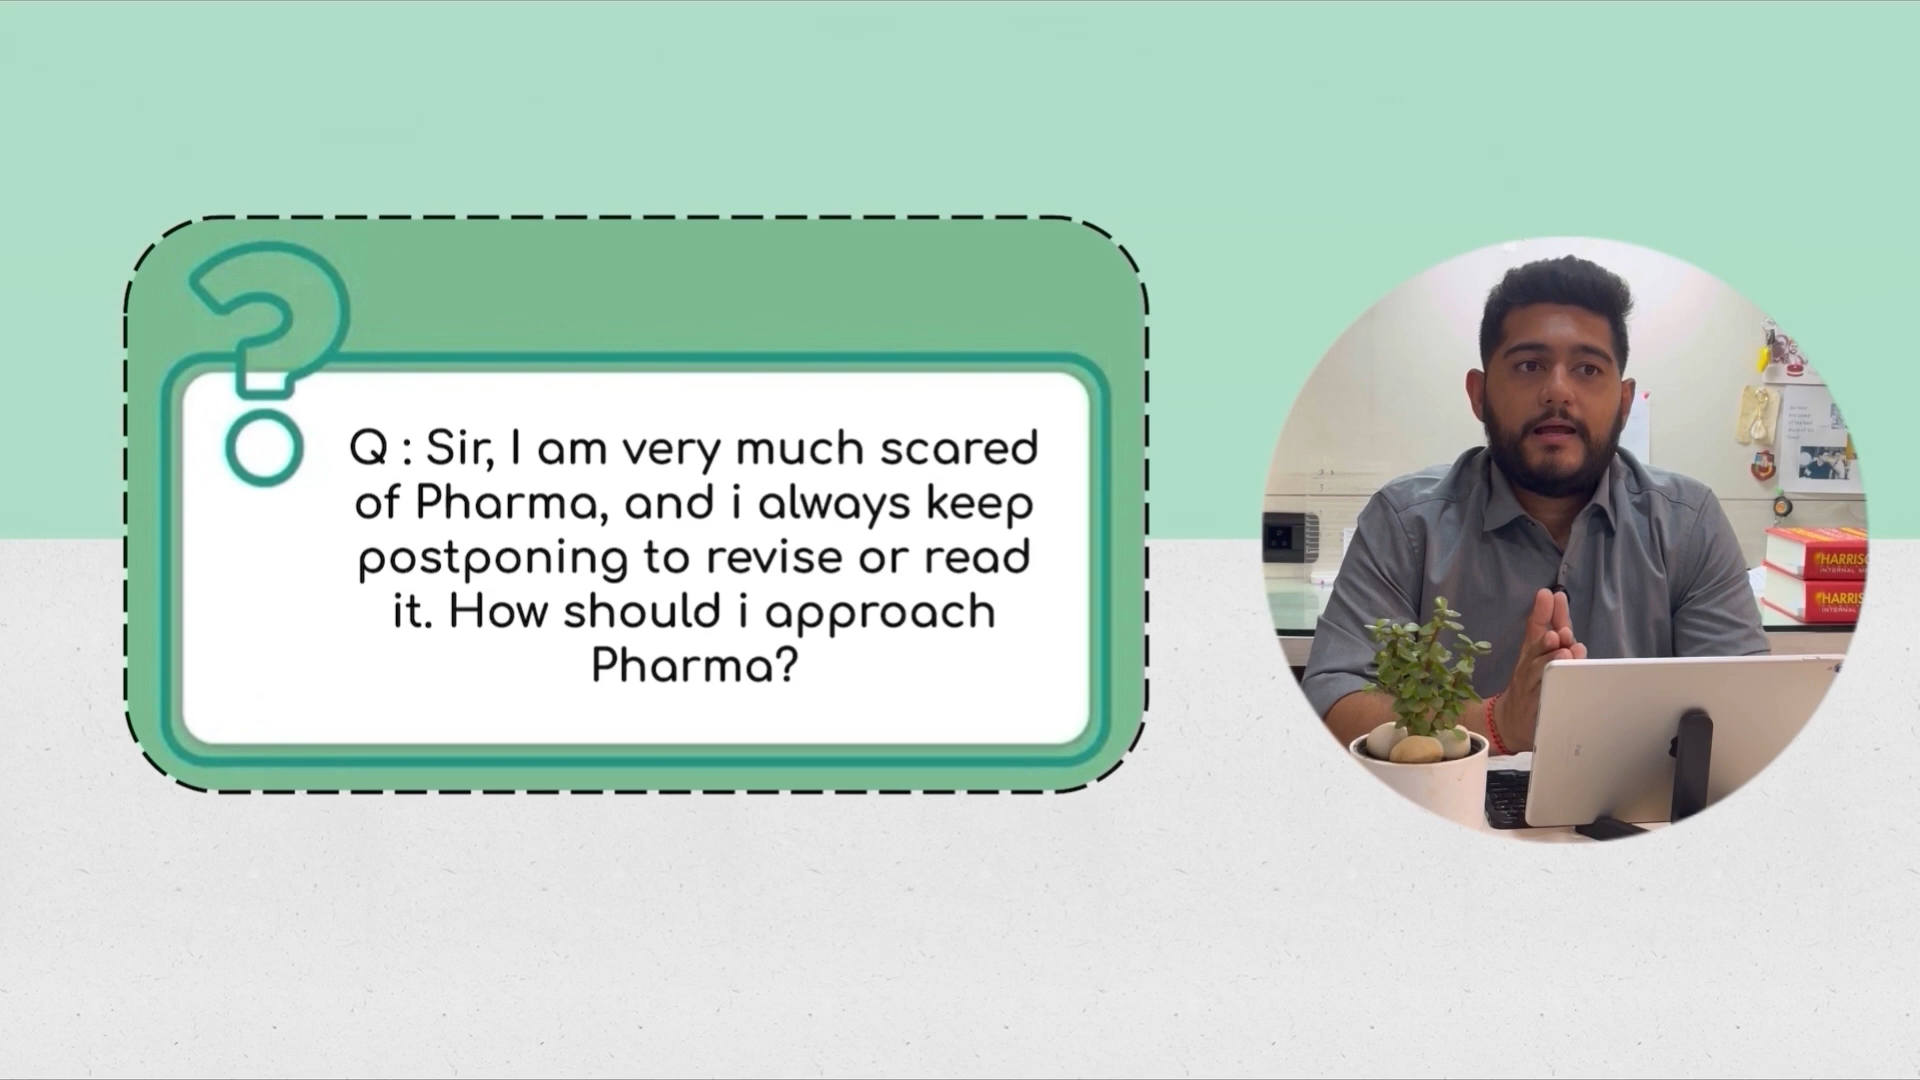 Q : Sir, I am very much scared
of Pharma, and i always keep
postponing to revise or read
it. How should i approach
Pharma?
HARRIS
HARRIS